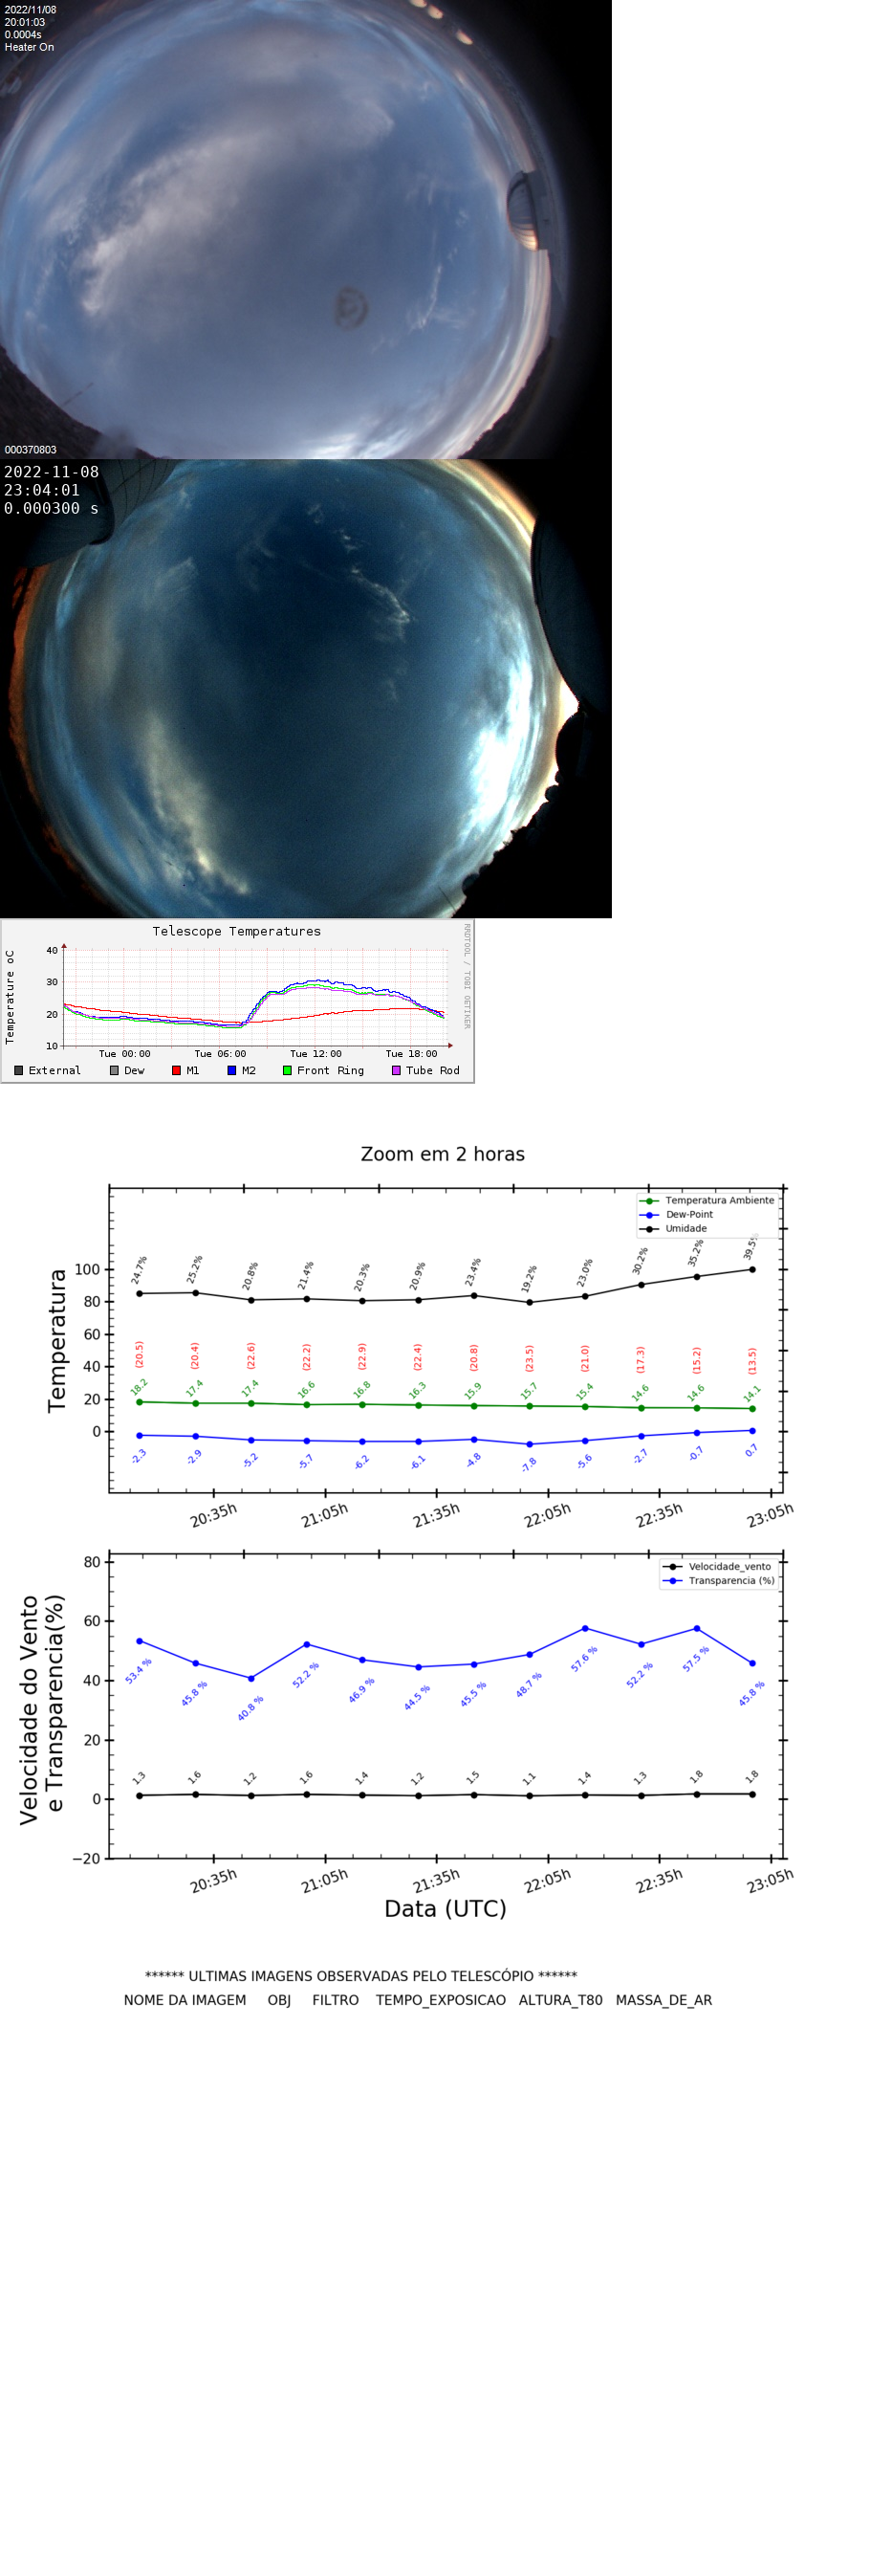 2022/11/08
20:01:03
0.0004s
Heater On
000370803
2022-11-08
23:04:01
0.000300 s
Telescope Temperatures
RRDTOOL / TOBI OETIKER
Temperature oC
40
30
20
10
Tue 00:00 Tue 06:00 Tue 12:00 Tue 18:00
External Dew M1 M2 Front Ring Tube Rod
Zoom em 2 horas
Temperatura Ambiente
Dew-Point
Umidade
Temperatura
100
80
60
40
20
0
24.7% 25.2% 20.8% 21.4% 20.3% 20.9% 23.4% 19.2% 23.0% 30.2% 35.2% 39.5%
(20.5) (20.4) (22.6) (22.2) (22.9) (22.4) (20.8) (23.5) (21.0) (17.3) (15.2) (13.5)
18.2 17.4 17.4 16.6 16.8 16.3 15.9 15.7 15.4 14.6 14.6 14.1
-2.3 -2.9 -5.2 -5.7 -6.2 -6.1 -4.8 -7.8 -5.6 -2.7 -0.7 0.7
20:35h 21:05h 21:35h 22:05h 22:35h 23:05h
Velocidade_vento
Transparencia (%)
Velocidade do Vento
e Transparencia(%)
80
60
40
20
0
−20
53.4 % 45.8 % 40.8 % 52.2 % 46.9 % 44.5 % 45.5 % 48.7 % 57.6 % 52.2 % 57.5 % 45.8 %
1.3 1.6 1.2 1.6 1.4 1.2 1.5 1.1 1.4 1.3 1.8 1.8
20:35h 21:05h 21:35h 22:05h 22:35h 23:05h
Data (UTC)
****** ULTIMAS IMAGENS OBSERVADAS PELO TELESCÓPIO ******
NOME DA IMAGEM OBJ FILTRO TEMPO_EXPOSICAO ALTURA_T80 MASSA_DE_AR